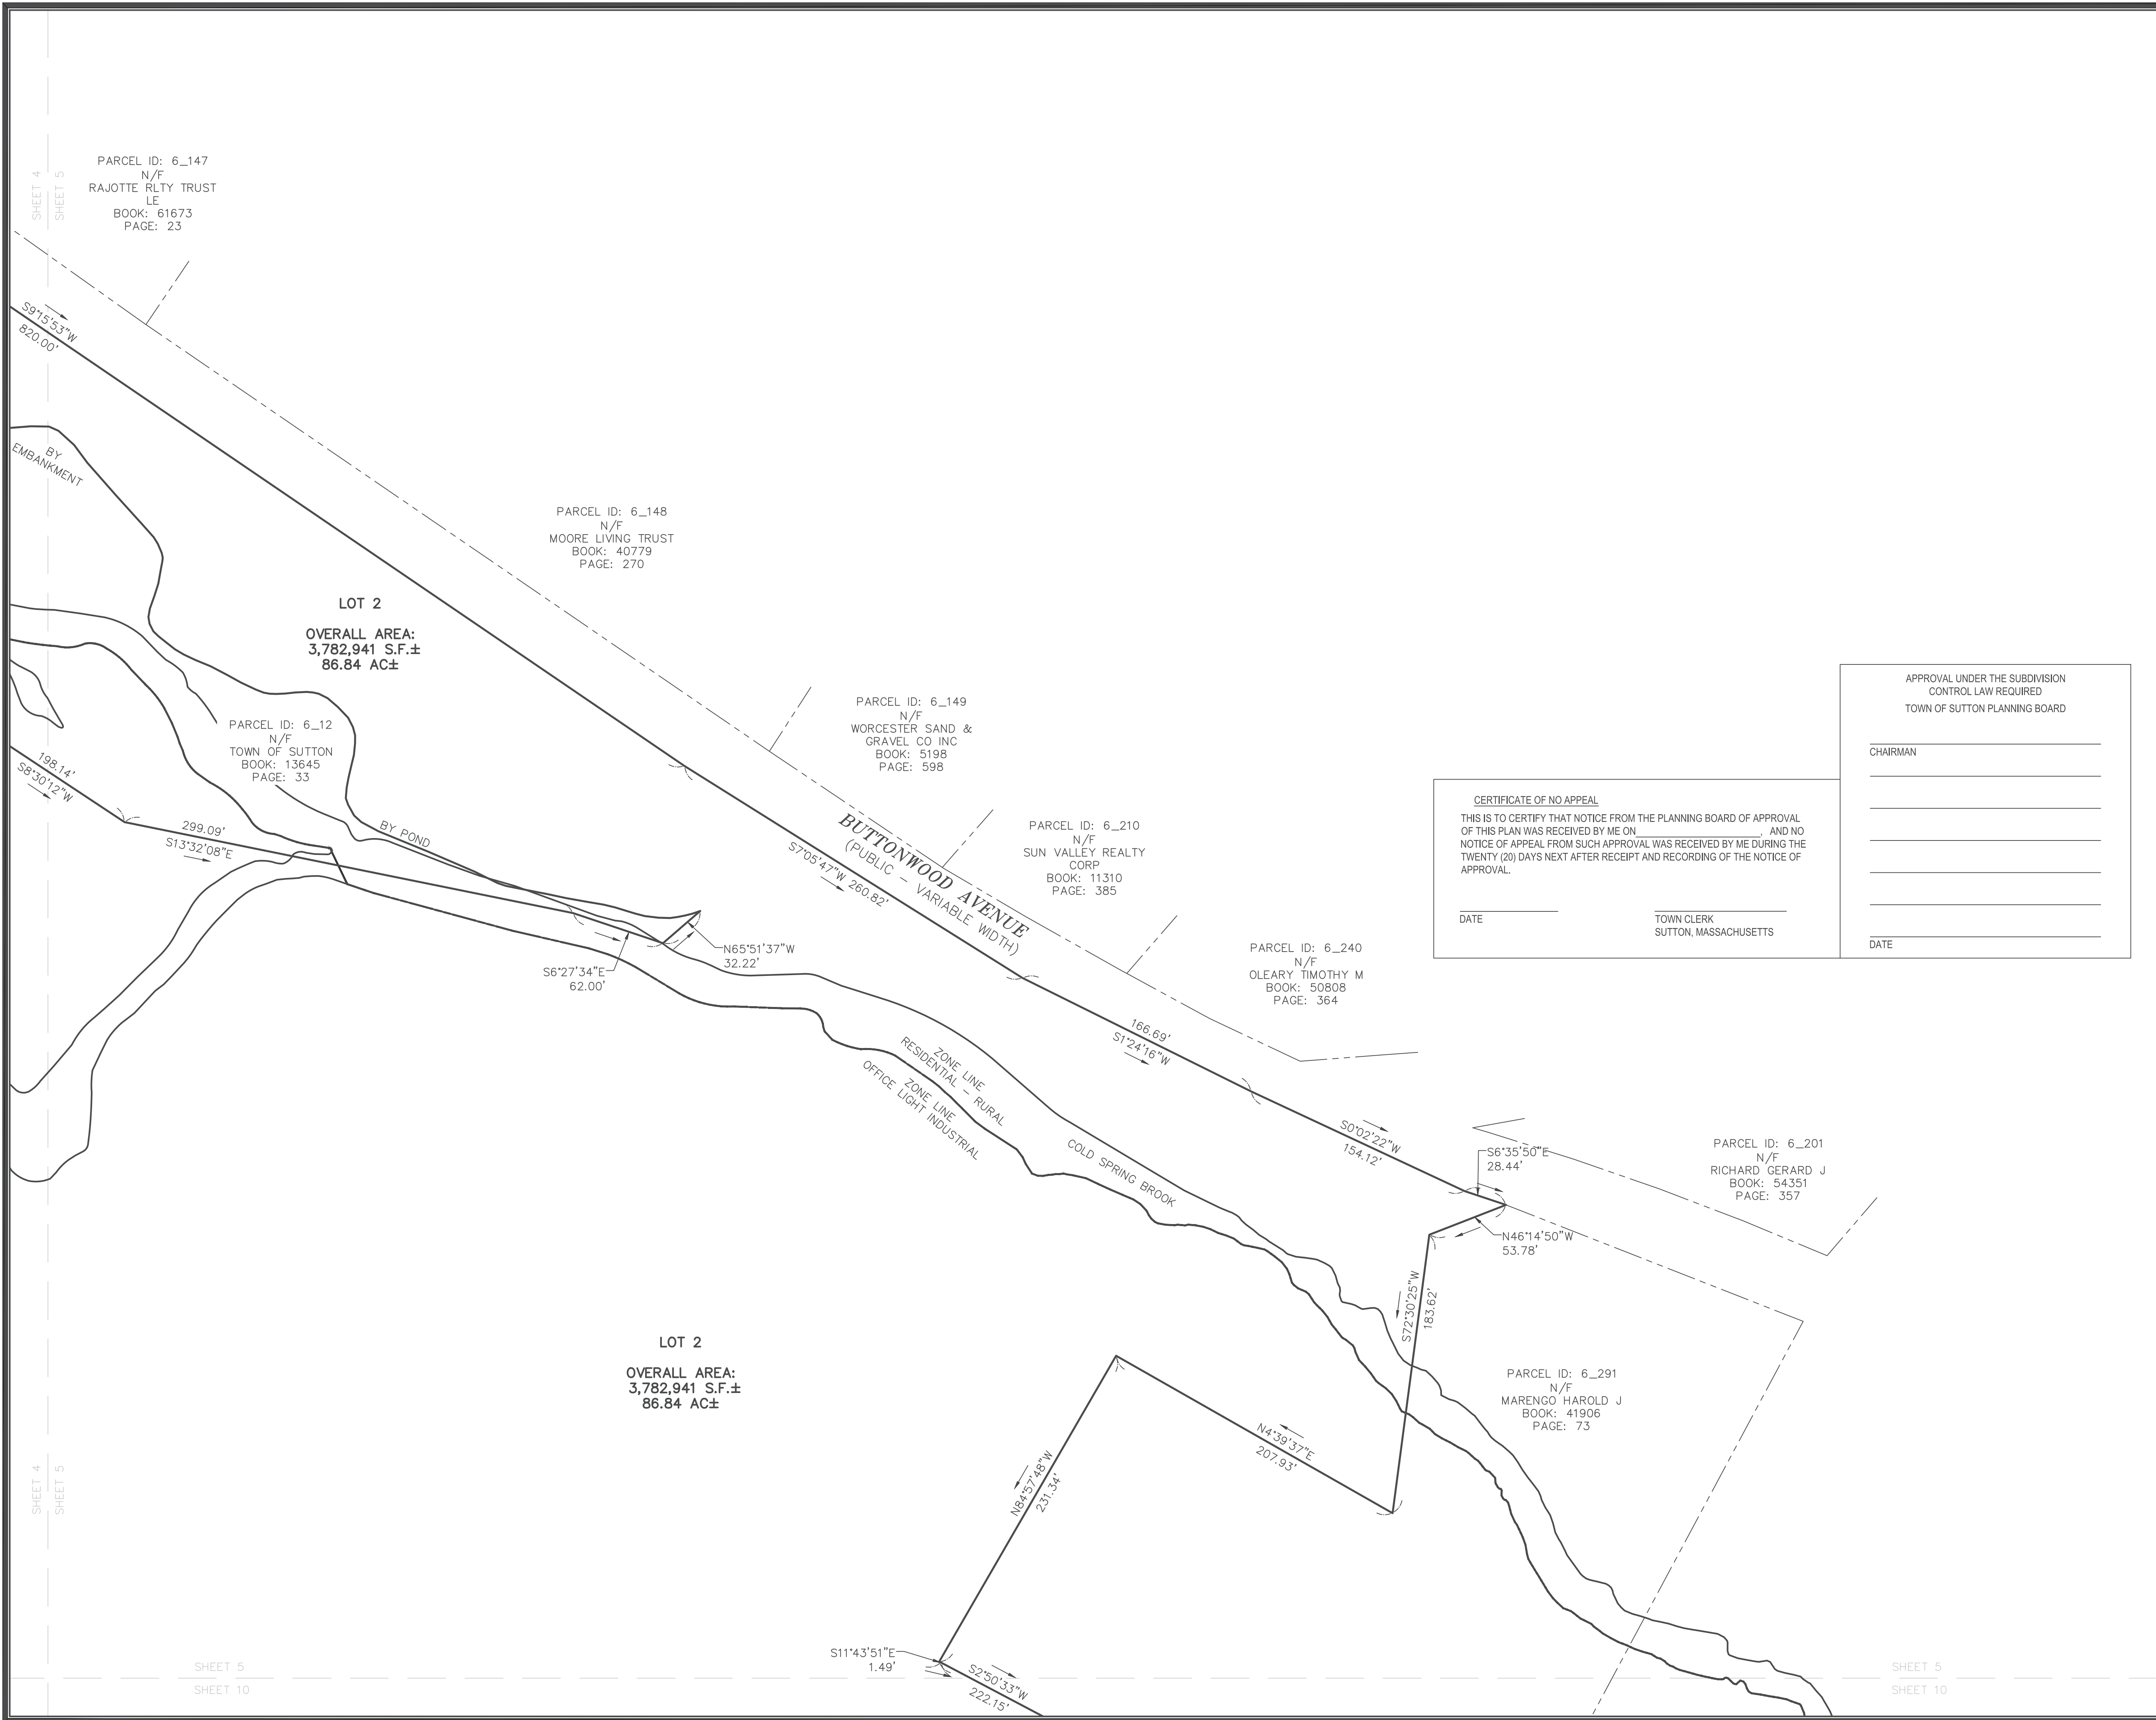 SHEET 4
SHEET 5
PARCEL ID: 6_147
N/F
RAJOTTE RLTY TRUST
LE
BOOK: 61673
PAGE: 23
S9°15'53"W
820.00'
BY
EMBANKMENT
PARCEL ID: 6_148
N/F
MOORE LIVING TRUST
BOOK: 40779
PAGE: 270
LOT 2
OVERALL AREA:
3,782,941 S.F.±
86.84 AC±
PARCEL ID: 6_12
N/F
TOWN OF SUTTON
BOOK: 13645
PAGE: 33
198.14'
S8°30'12"W
299.09'
S13°32'08"E
BY POND
PARCEL ID: 6_149
N/F
WORCESTER SAND &
GRAVEL CO INC
BOOK: 5198
PAGE: 598
BUTTONWOOD AVENUE
(PUBLIC - VARIABLE WIDTH)
S7°05'47"W 260.82'
PARCEL ID: 6_210
N/F
SUN VALLEY REALTY
CORP
BOOK: 11310
PAGE: 385
N65°51'37"W
32.22'
S6°27'34"E
62.00'
PARCEL ID: 6_240
N/F
OLEARY TIMOTHY M
BOOK: 50808
PAGE: 364
CERTIFICATE OF NO APPEAL
THIS IS TO CERTIFY THAT NOTICE FROM THE PLANNING BOARD OF APPROVAL
OF THIS PLAN WAS RECEIVED BY ME ON____________________, AND NO
NOTICE OF APPEAL FROM SUCH APPROVAL WAS RECEIVED BY ME DURING THE
TWENTY (20) DAYS NEXT AFTER RECEIPT AND RECORDING OF THE NOTICE OF
APPROVAL.
DATE
TOWN CLERK
SUTTON, MASSACHUSETTS
APPROVAL UNDER THE SUBDIVISION
CONTROL LAW REQUIRED
TOWN OF SUTTON PLANNING BOARD
CHAIRMAN
DATE
166.69'
S1°24'16"W
ZONE LINE
RESIDENTIAL - RURAL
ZONE LINE
OFFICE LIGHT INDUSTRIAL
COLD SPRING BROOK
S0°02'22"W
154.12'
S6°35'50"E
28.44'
PARCEL ID: 6_201
N/F
RICHARD GERARD J
BOOK: 54351
PAGE: 357
N46°14'50"W
53.78'
S72°30'25"W
183.62'
LOT 2
OVERALL AREA:
3,782,941 S.F.±
86.84 AC±
PARCEL ID: 6_291
N/F
MARENGO HAROLD J
BOOK: 41906
PAGE: 73
N4°39'37"E
207.93'
N84°57'48"W
231.34'
SHEET 4
SHEET 5
S11°43'51"E
1.49'
S2°50'33"W
222.15'
SHEET 5
SHEET 10
SHEET 5
SHEET 10